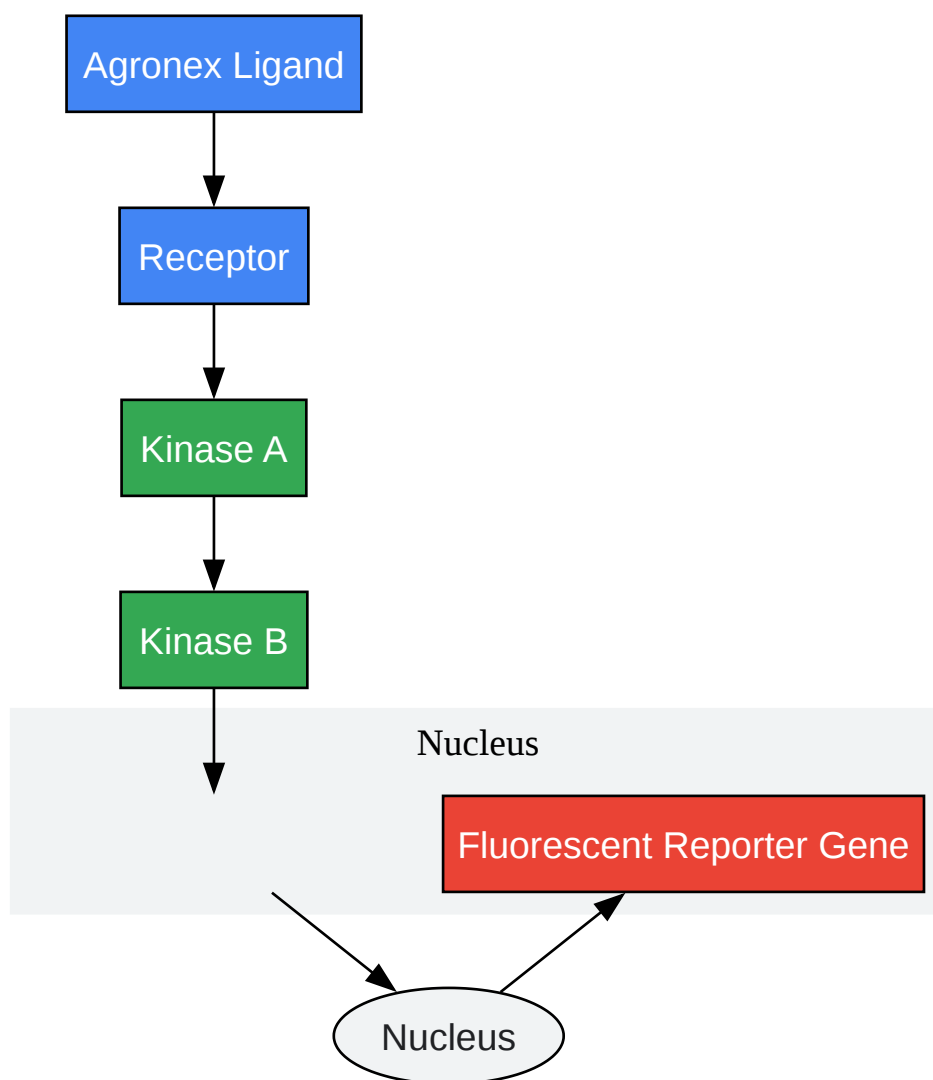 Agronex Ligand
Receptor
Kinase A
Kinase B
Nucleus
Fluorescent Reporter Gene
Nucleus